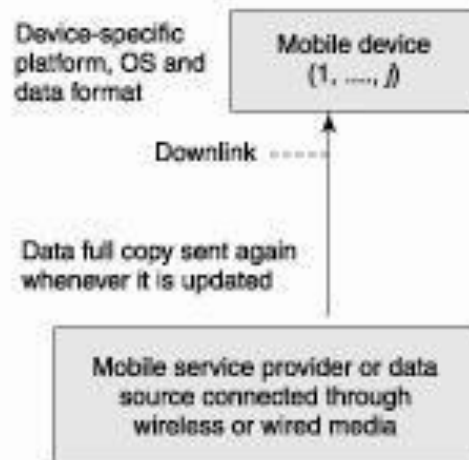 Device-specific
platform, OS and
data format
Mobile device
(1, ...., j)
Downlink
Data full copy sent again
whenever it is updated
Mobile service provider or data
source connected through
wireless or wired media